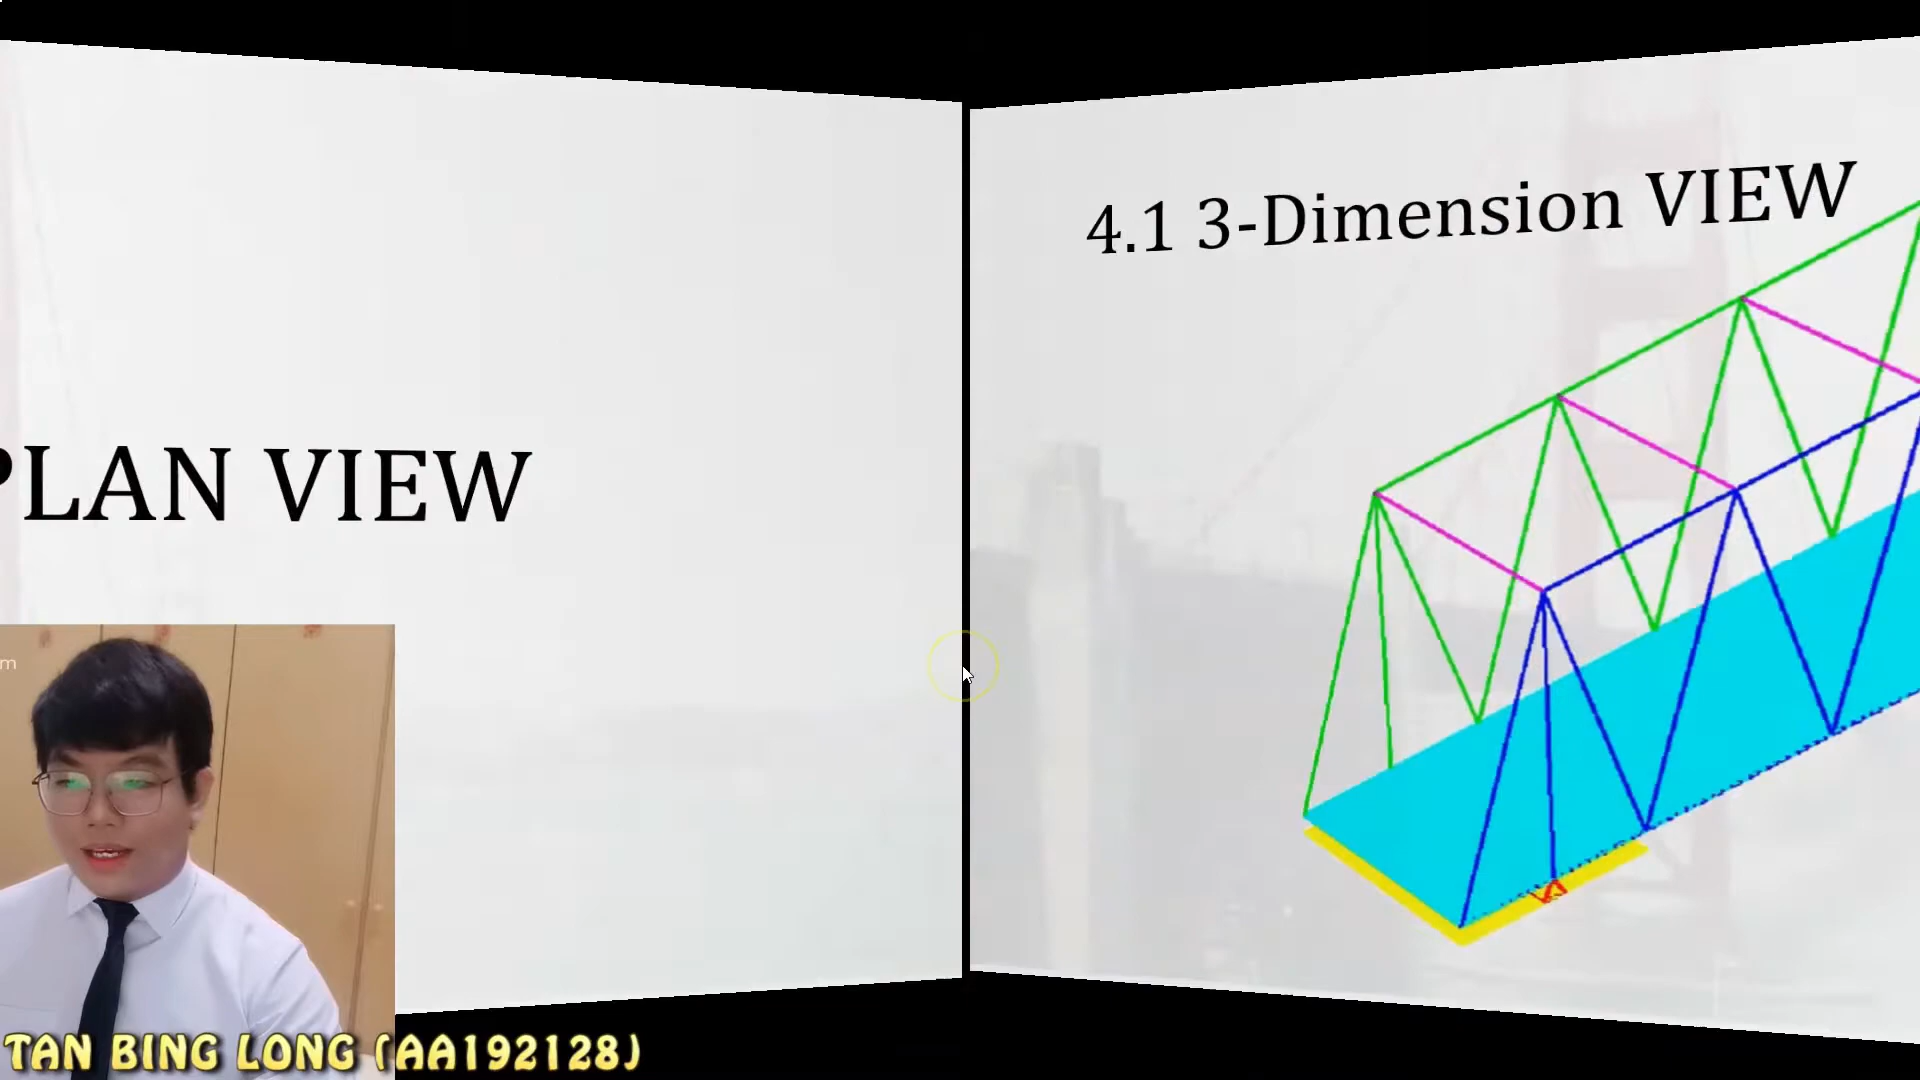 PLAN VIEW
4.1 3-Dimension VIEW
m
TAN BING LONG (AA192128)